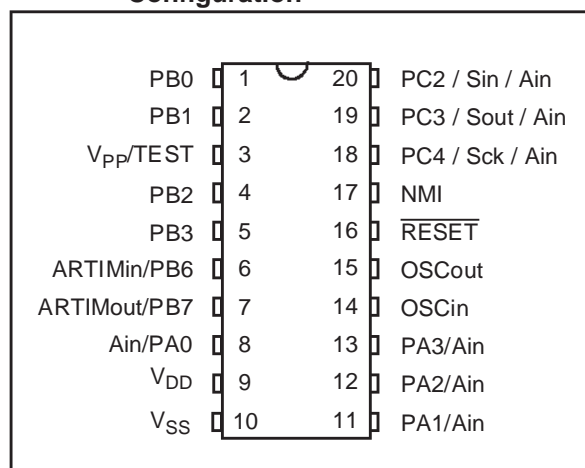 Configuration
PB0 1 20 PC2 / Sin / Ain
PB1 2 19 PC3 / Sout / Ain
VPP/TEST 3 18 PC4 / Sck / Ain
PB2 4 17 NMI
PB3 5 16 RESET
ARTIMin/PB6 6 15 OSCout
ARTIMout/PB7 7 14 OSCin
Ain/PA0 8 13 PA3/Ain
VDD 9 12 PA2/Ain
VSS 10 11 PA1/Ain